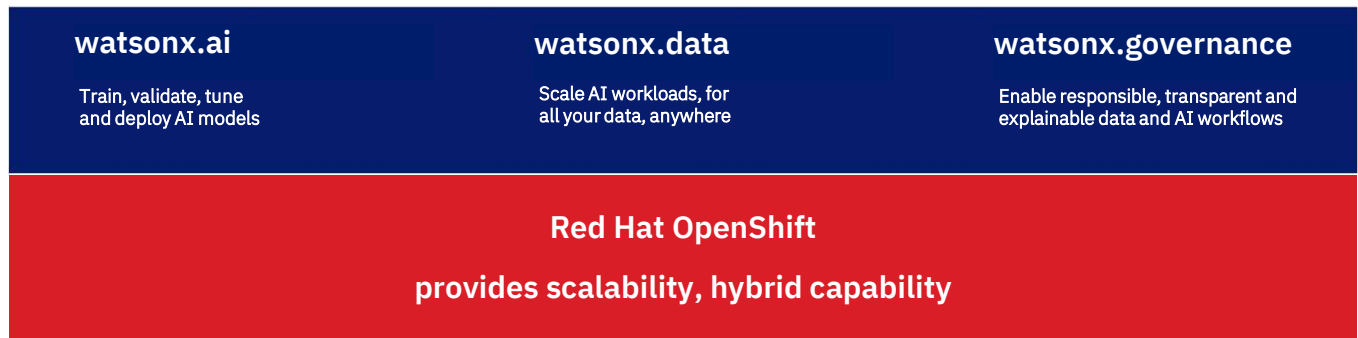 watsonx.ai
Train, validate, tune
and deploy AI models
watsonx.data
Scale AI workloads, for
all your data, anywhere
watsonx.governance
Enable responsible, transparent and
explainable data and AI workflows
Red Hat OpenShift
provides scalability, hybrid capability